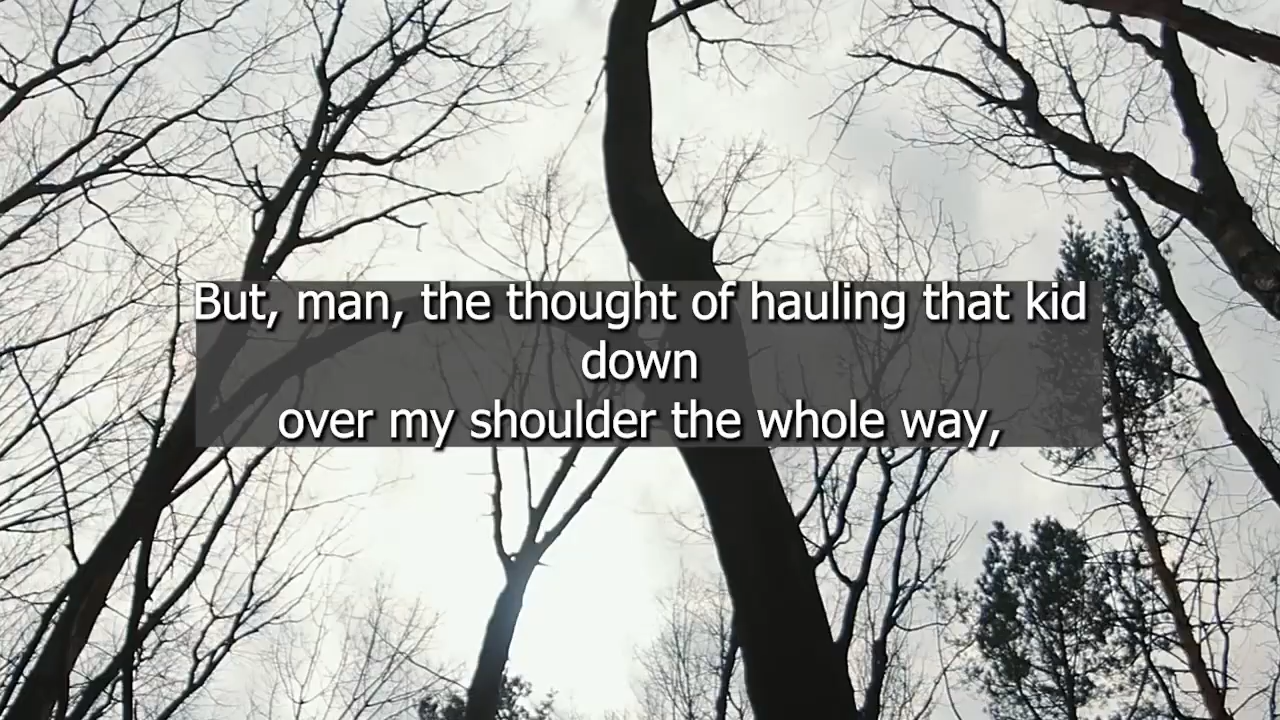 But, man, the thought of hauling that kid
down
over my shoulder the whole way,